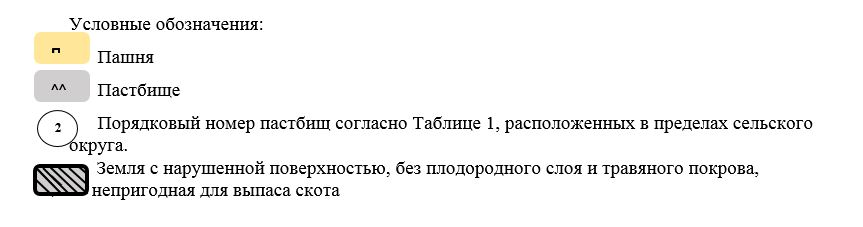 Условные обозначения:
п Пашня
^^ Пастбище
2 Порядковый номер пастбищ согласно Таблице 1, расположенных в пределах сельского
округа.
Земля с нарушенной поверхностью, без плодородного слоя и травяного покрова,
непригодная для выпаса скота